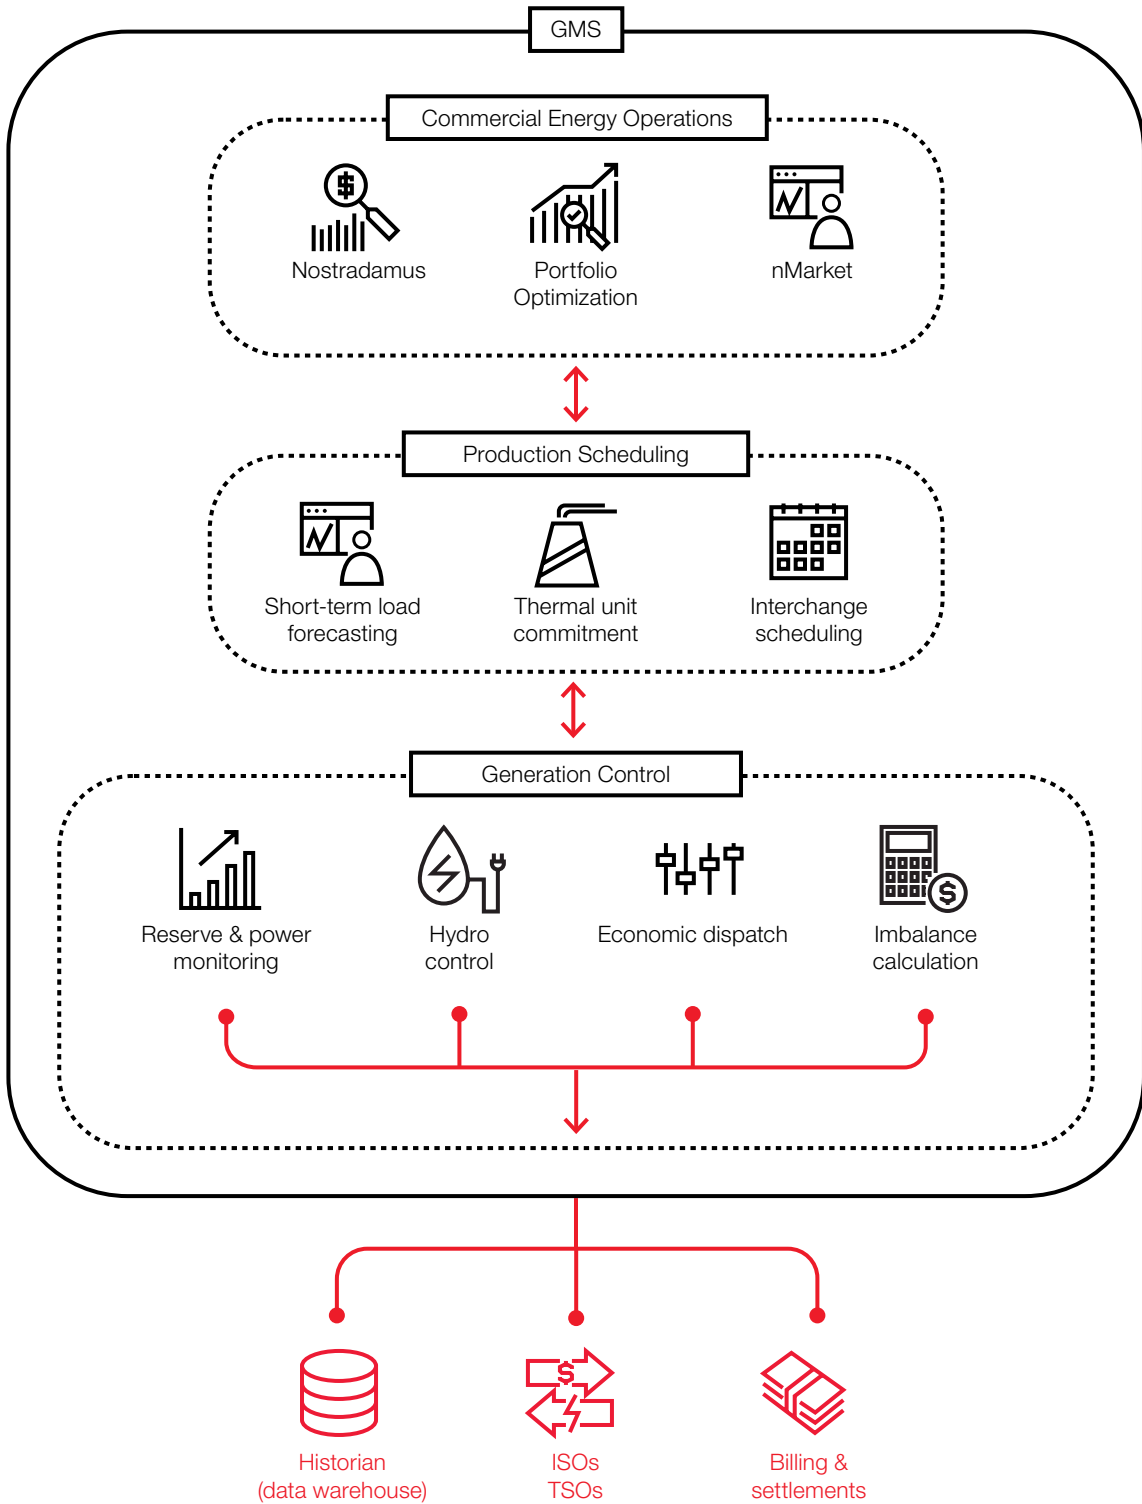 GMS
Commercial Energy Operations
Nostradamus
Portfolio
Optimization
nMarket
Production Scheduling
Short-term load
forecasting
Thermal unit
commitment
Interchange
scheduling
Generation Control
Reserve & power
monitoring
Hydro
control
Economic dispatch
Imbalance
calculation
Historian
(data warehouse)
ISOs
TSOs
Billing &
settlements